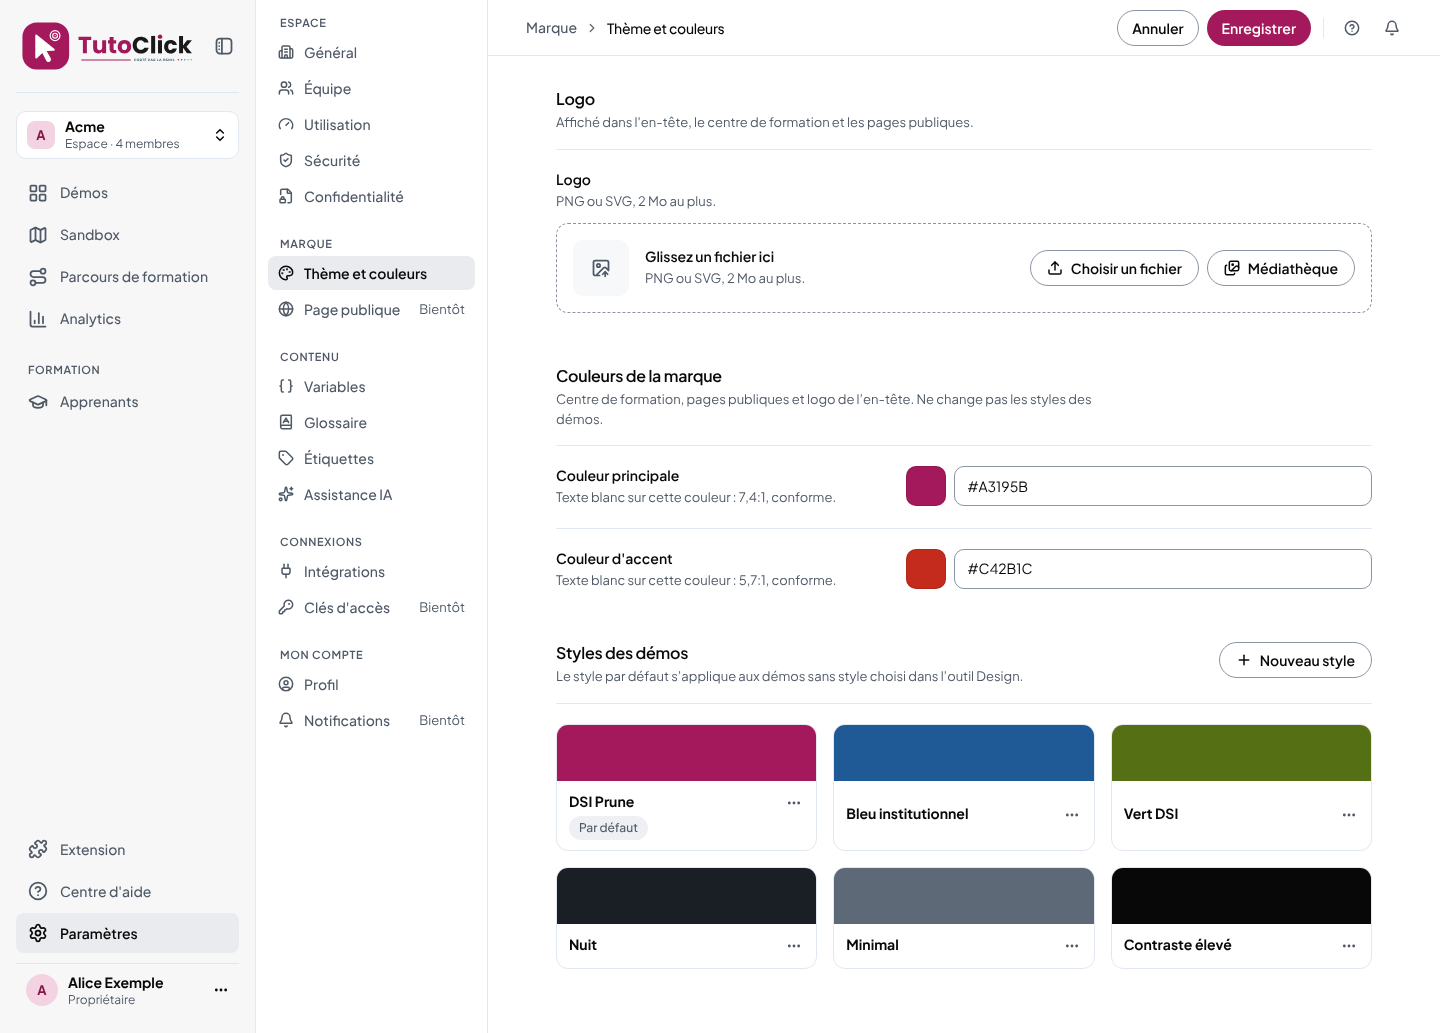 TutoClick
A
Acme
Espace · 4 membres
Démos
Sandbox
Parcours de formation
Analytics
FORMATION
Apprenants
Extension
Centre d'aide
Paramètres
A
Alice Exemple
Propriétaire
ESPACE
Général
Équipe
Utilisation
Sécurité
Confidentialité
MARQUE
Thème et couleurs
Page publique Bientôt
CONTENU
Variables
Glossaire
Étiquettes
Assistance IA
CONNEXIONS
Intégrations
Clés d'accès Bientôt
MON COMPTE
Profil
Notifications Bientôt
Marque > Thème et couleurs
Annuler Enregistrer
Logo
Affiché dans l'en-tête, le centre de formation et les pages publiques.
Logo
PNG ou SVG, 2 Mo au plus.
Glissez un fichier ici
PNG ou SVG, 2 Mo au plus.
Choisir un fichier Médiathèque
Couleurs de la marque
Centre de formation, pages publiques et logo de l'en-tête. Ne change pas les styles des
démos.
Couleur principale
Texte blanc sur cette couleur : 7,4:1, conforme.
#A3195B
Couleur d'accent
Texte blanc sur cette couleur : 5,7:1, conforme.
#C42B1C
Styles des démos
Le style par défaut s'applique aux démos sans style choisi dans l'outil Design.
Nouveau style
DSI Prune
Par défaut
Bleu institutionnel
Vert DSI
Nuit
Minimal
Contraste élevé